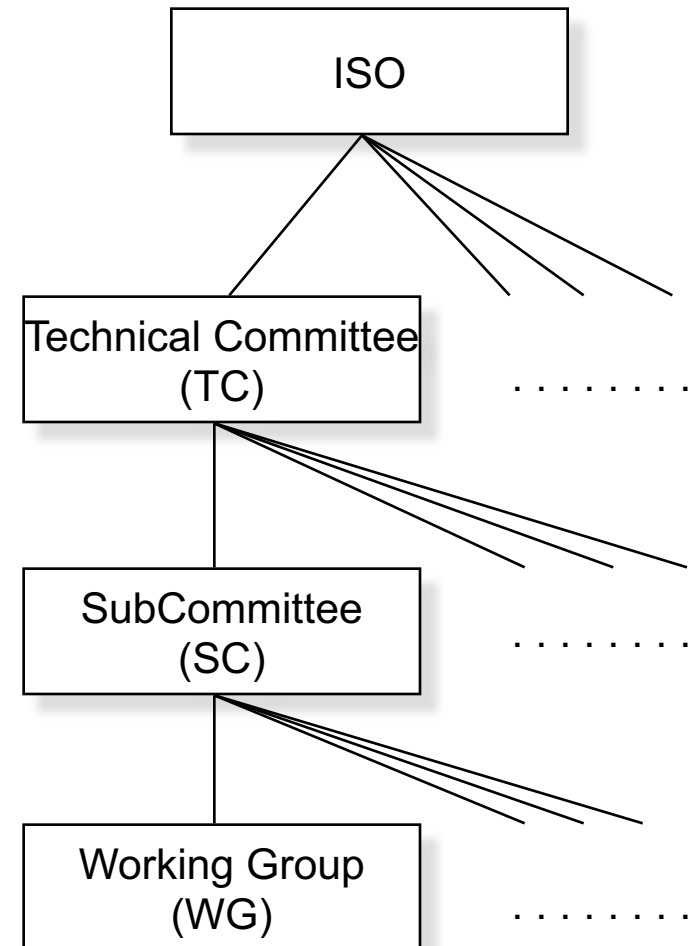 ISO
Technical Committee
(TC)
. . . . . . . .
SubCommittee
(SC)
. . . . . . . .
Working Group
(WG)
. . . . . . . .